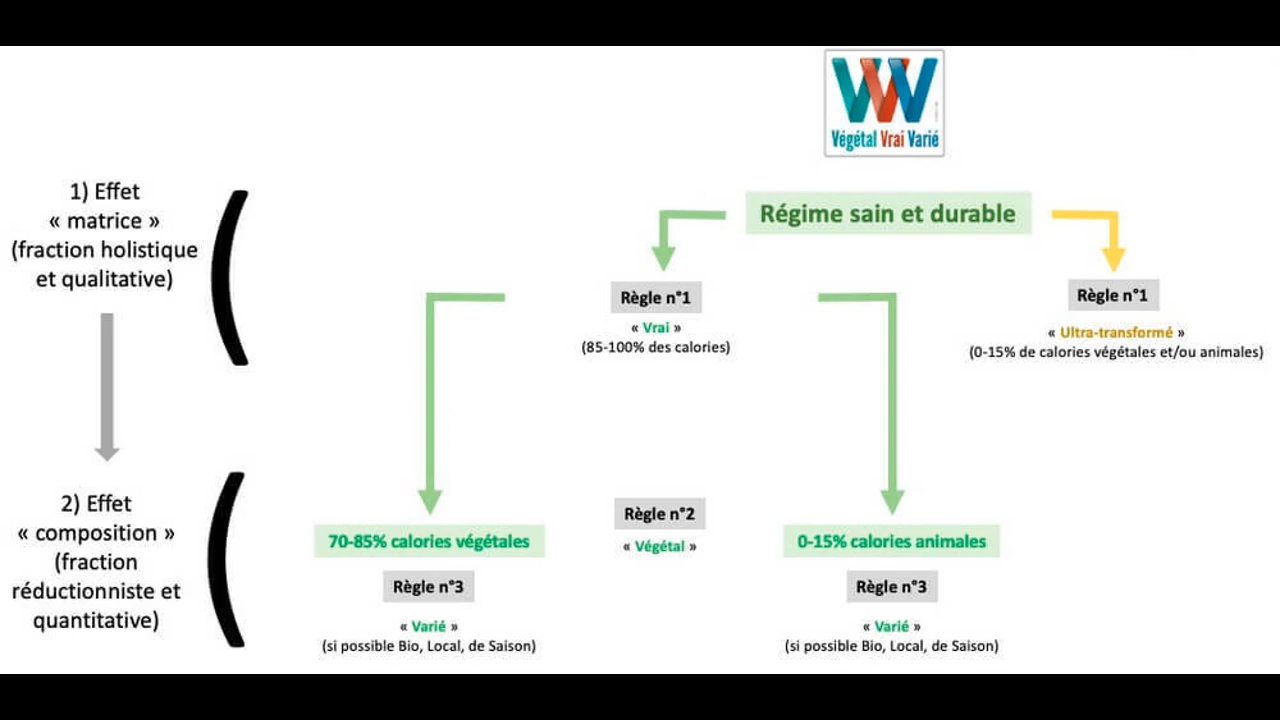 VVV
Végétal Vrai Varié
1) Effet
« matrice »
(fraction holistique
et qualitative)
Régime sain et durable
Règle n°1
« Vrai »
(85-100% des calories)
Règle n°1
« Ultra-transformé »
(0-15% de calories végétales et/ou animales)
2) Effet
« composition »
(fraction
réductionniste et
quantitative)
70-85% calories végétales
Règle n°3
« Varié »
(si possible Bio, Local, de Saison)
Règle n°2
« Végétal »
0-15% calories animales
Règle n°3
« Varié »
(si possible Bio, Local, de Saison)